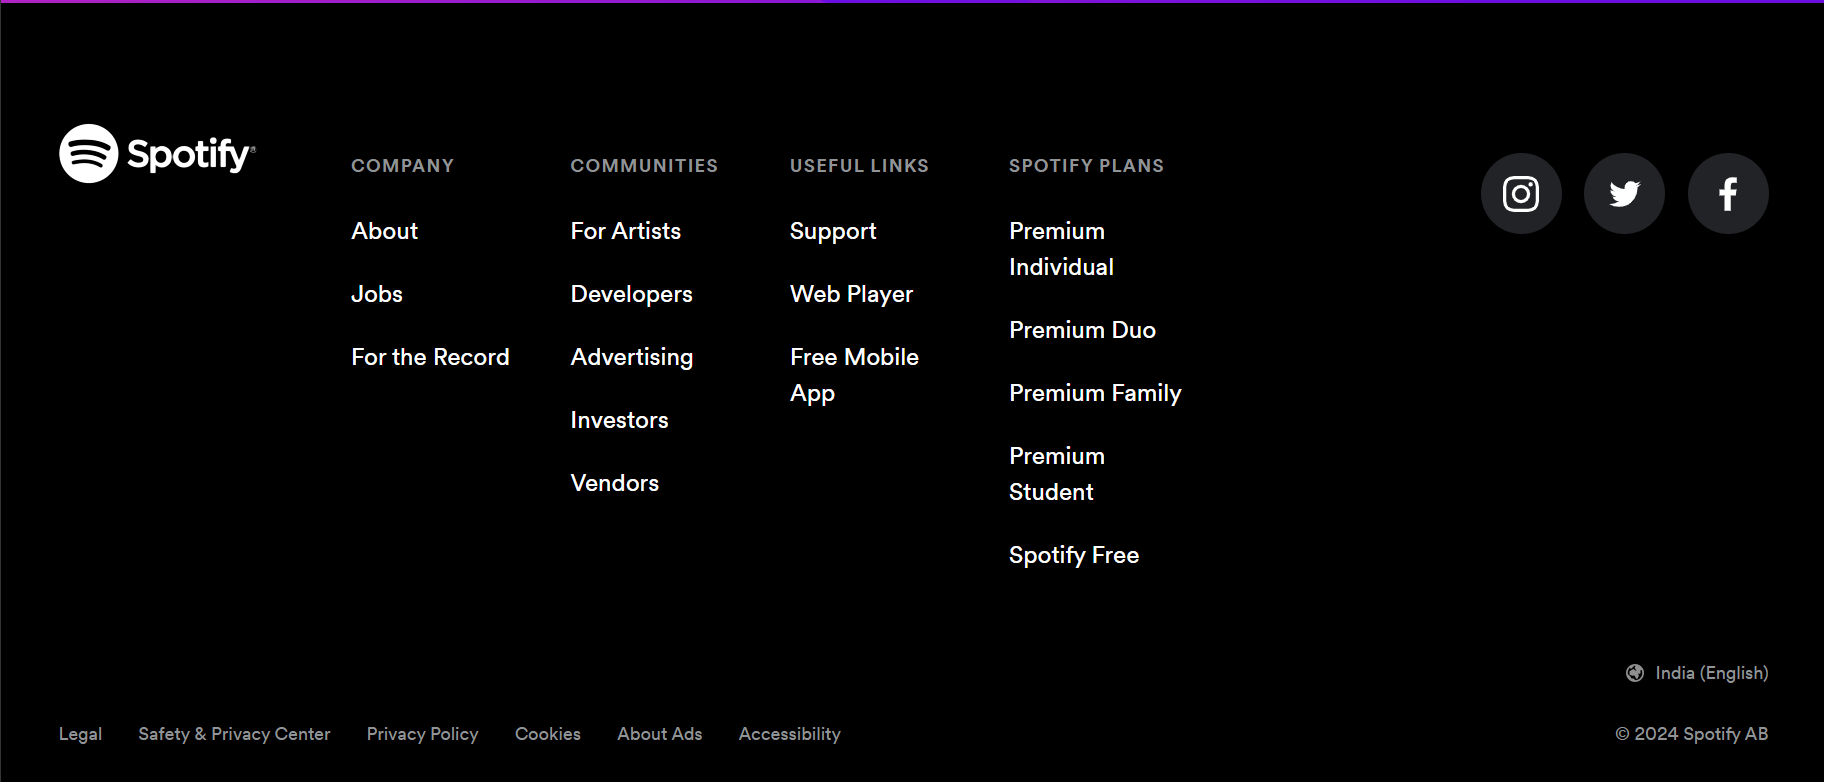 Spotify®
COMPANY
About
Jobs
For the Record
COMMUNITIES
For Artists
Developers
Advertising
Investors
Vendors
USEFUL LINKS
Support
Web Player
Free Mobile
App
SPOTIFY PLANS
Premium
Individual
Premium Duo
Premium Family
Premium
Student
Spotify Free
India (English)
Legal Safety & Privacy Center Privacy Policy Cookies About Ads Accessibility © 2024 Spotify AB